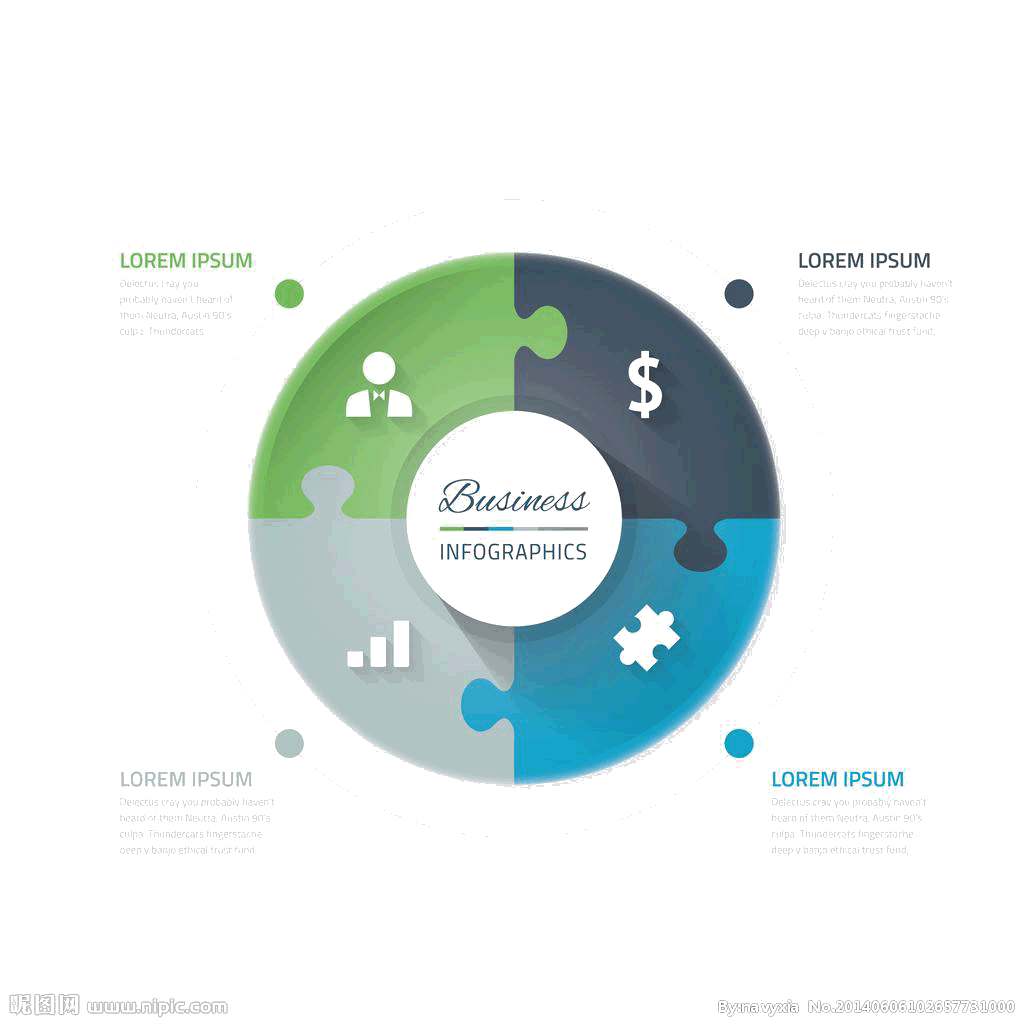 LOREM IPSUM
Delectus cray you
probably haven't heard of
them Neutra, Austin 90's
culpa. Thundercats
LOREM IPSUM
Delectus cray you probably haven't
heard of them Neutra, Austin 90's
culpa. Thundercats fingerstache
deep v banjo ethical trust fund.
$
Business
INFOGRAPHICS
LOREM IPSUM
Delectus cray you probably haven't
heard of them Neutra, Austin 90's
culpa. Thundercats fingerstache
deep v banjo ethical trust fund.
LOREM IPSUM
Delectus cray you probably haven't
heard of them Neutra, Austin 90's
culpa. Thundercats fingerstache
deep v banjo ethical trust fund.
昵图网 www.nipic.com
By:navyxia No.20140606102657731000